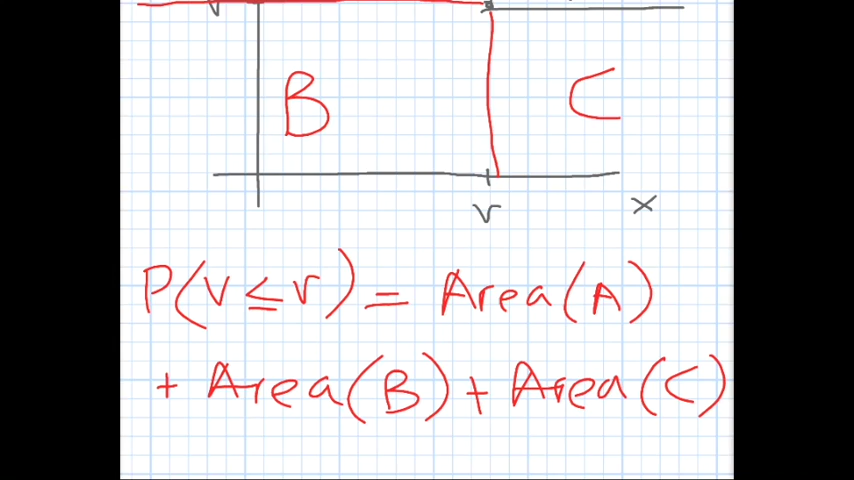 v
B C
v x
P(V ≤ v) = Area(A)
+ Area(B) + Area(C)